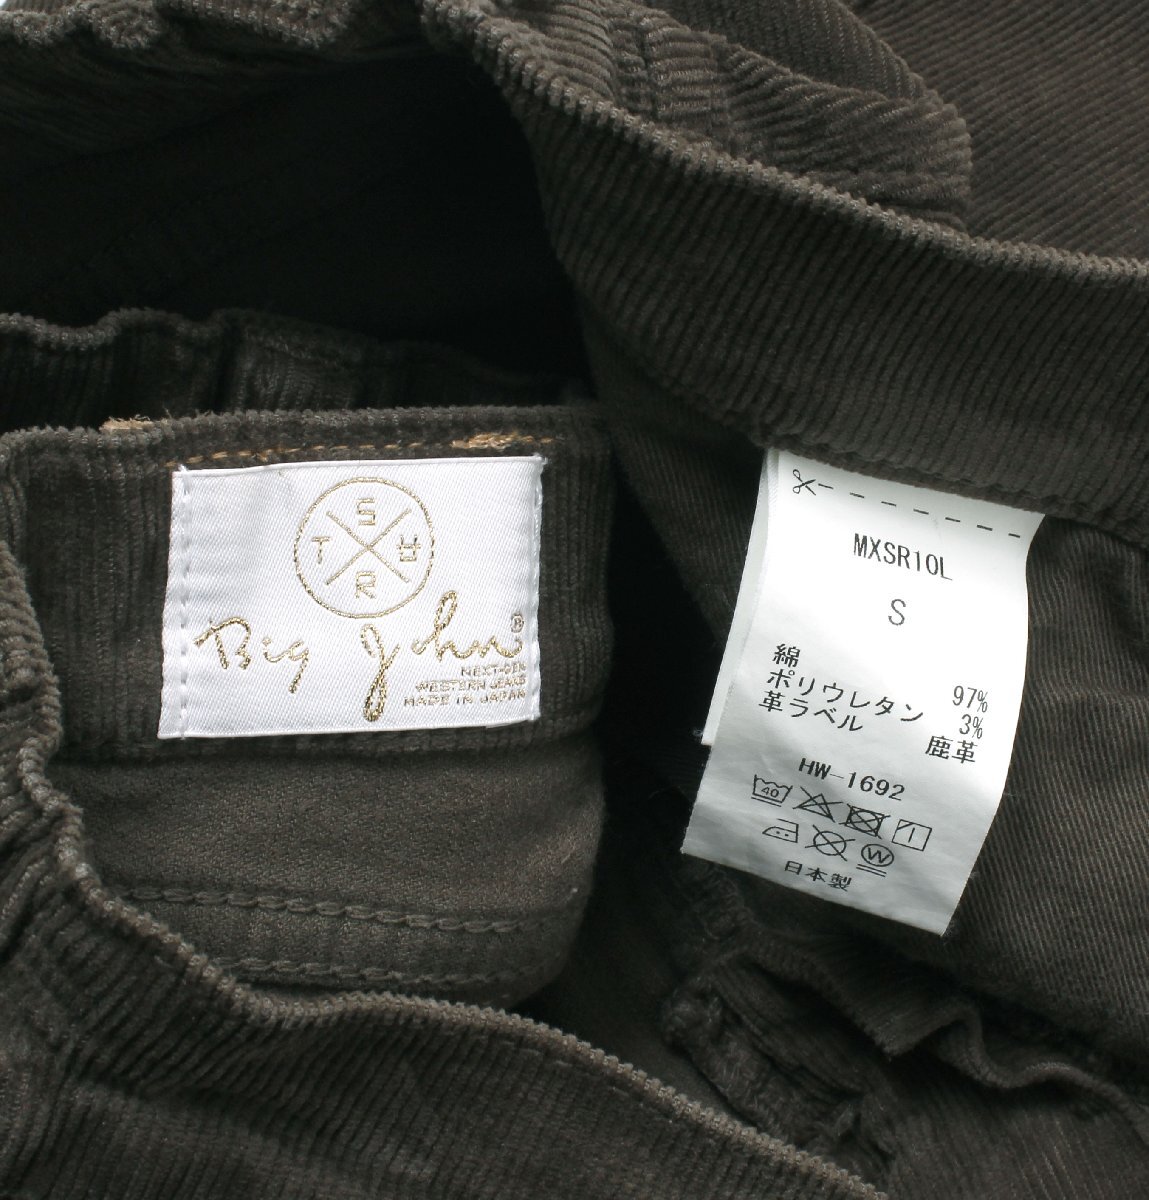 S
T H
R
Big John®
NEXT-GEN
WESTERN JEANS
MADE IN JAPAN
MXSR10L
S
綿 97%
ポリウレタン 3%
革ラベル 鹿革
HW-1692
40
W
日本製